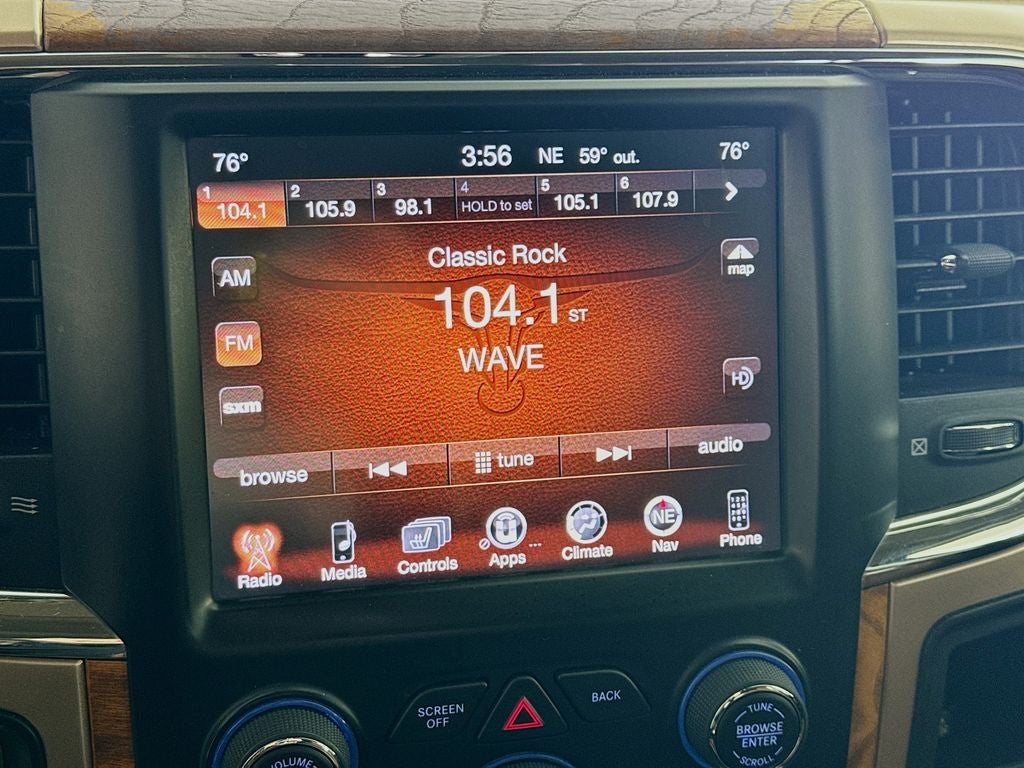 76° 3:56 NE 59° out. 76°
1 104.1 2 105.9 3 98.1 4 HOLD to set 5 105.1 6 107.9
Classic Rock
AM
map
104.1 ST
FM
WAVE
HD
sxm
browse tune audio
Radio Media Controls Apps ... Climate NE Nav Phone
SCREEN
OFF
BACK
VOLUME
TUNE
BROWSE
ENTER
SCROLL